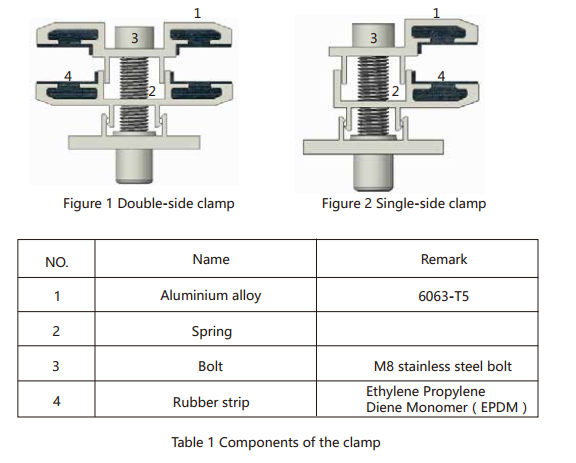 1
1
3
3
4
4
2
2
Figure 1 Double-side clamp
Figure 2 Single-side clamp
NO.
Name
Remark
1
Aluminium alloy
6063-T5
2
Spring
3
Bolt
M8 stainless steel bolt
4
Rubber strip
Ethylene Propylene
Diene Monomer ( EPDM )
Table 1 Components of the clamp